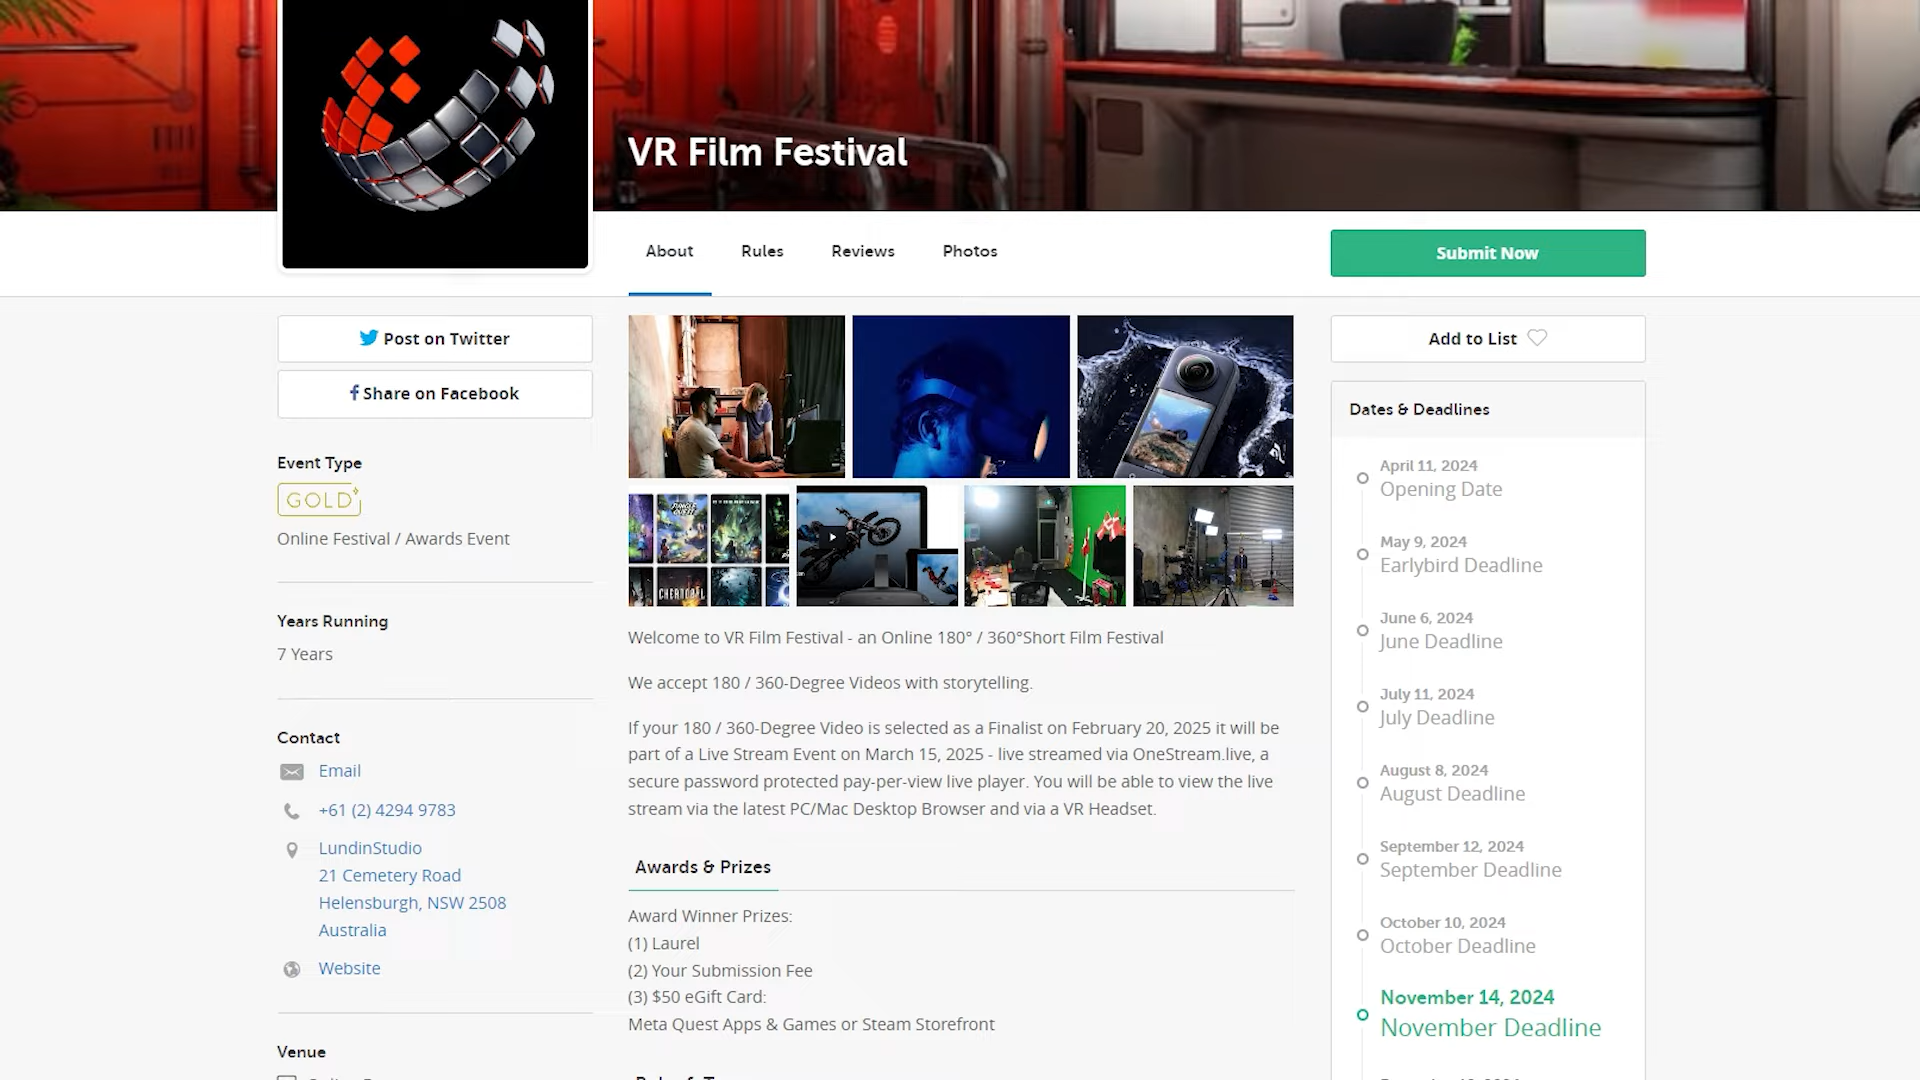 VR Film Festival
About
Rules
Reviews
Photos
Submit Now
Post on Twitter
Share on Facebook
Event Type
GOLD
Online Festival / Awards Event
Years Running
7 Years
Contact
Email
+61 (2) 4294 9783
LundinStudio
21 Cemetery Road
Helensburgh, NSW 2508
Australia
Website
Venue
JUNGLE QUEST
CYBERPUNK
CHERNOBYL
Welcome to VR Film Festival - an Online 180° / 360°Short Film Festival
We accept 180 / 360-Degree Videos with storytelling.
If your 180 / 360-Degree Video is selected as a Finalist on February 20, 2025 it will be
part of a Live Stream Event on March 15, 2025 - live streamed via OneStream.live, a
secure password protected pay-per-view live player. You will be able to view the live
stream via the latest PC/Mac Desktop Browser and via a VR Headset.
Awards & Prizes
Award Winner Prizes:
(1) Laurel
(2) Your Submission Fee
(3) $50 eGift Card:
Meta Quest Apps & Games or Steam Storefront
Add to List
Dates & Deadlines
April 11, 2024
Opening Date
May 9, 2024
Earlybird Deadline
June 6, 2024
June Deadline
July 11, 2024
July Deadline
August 8, 2024
August Deadline
September 12, 2024
September Deadline
October 10, 2024
October Deadline
November 14, 2024
November Deadline